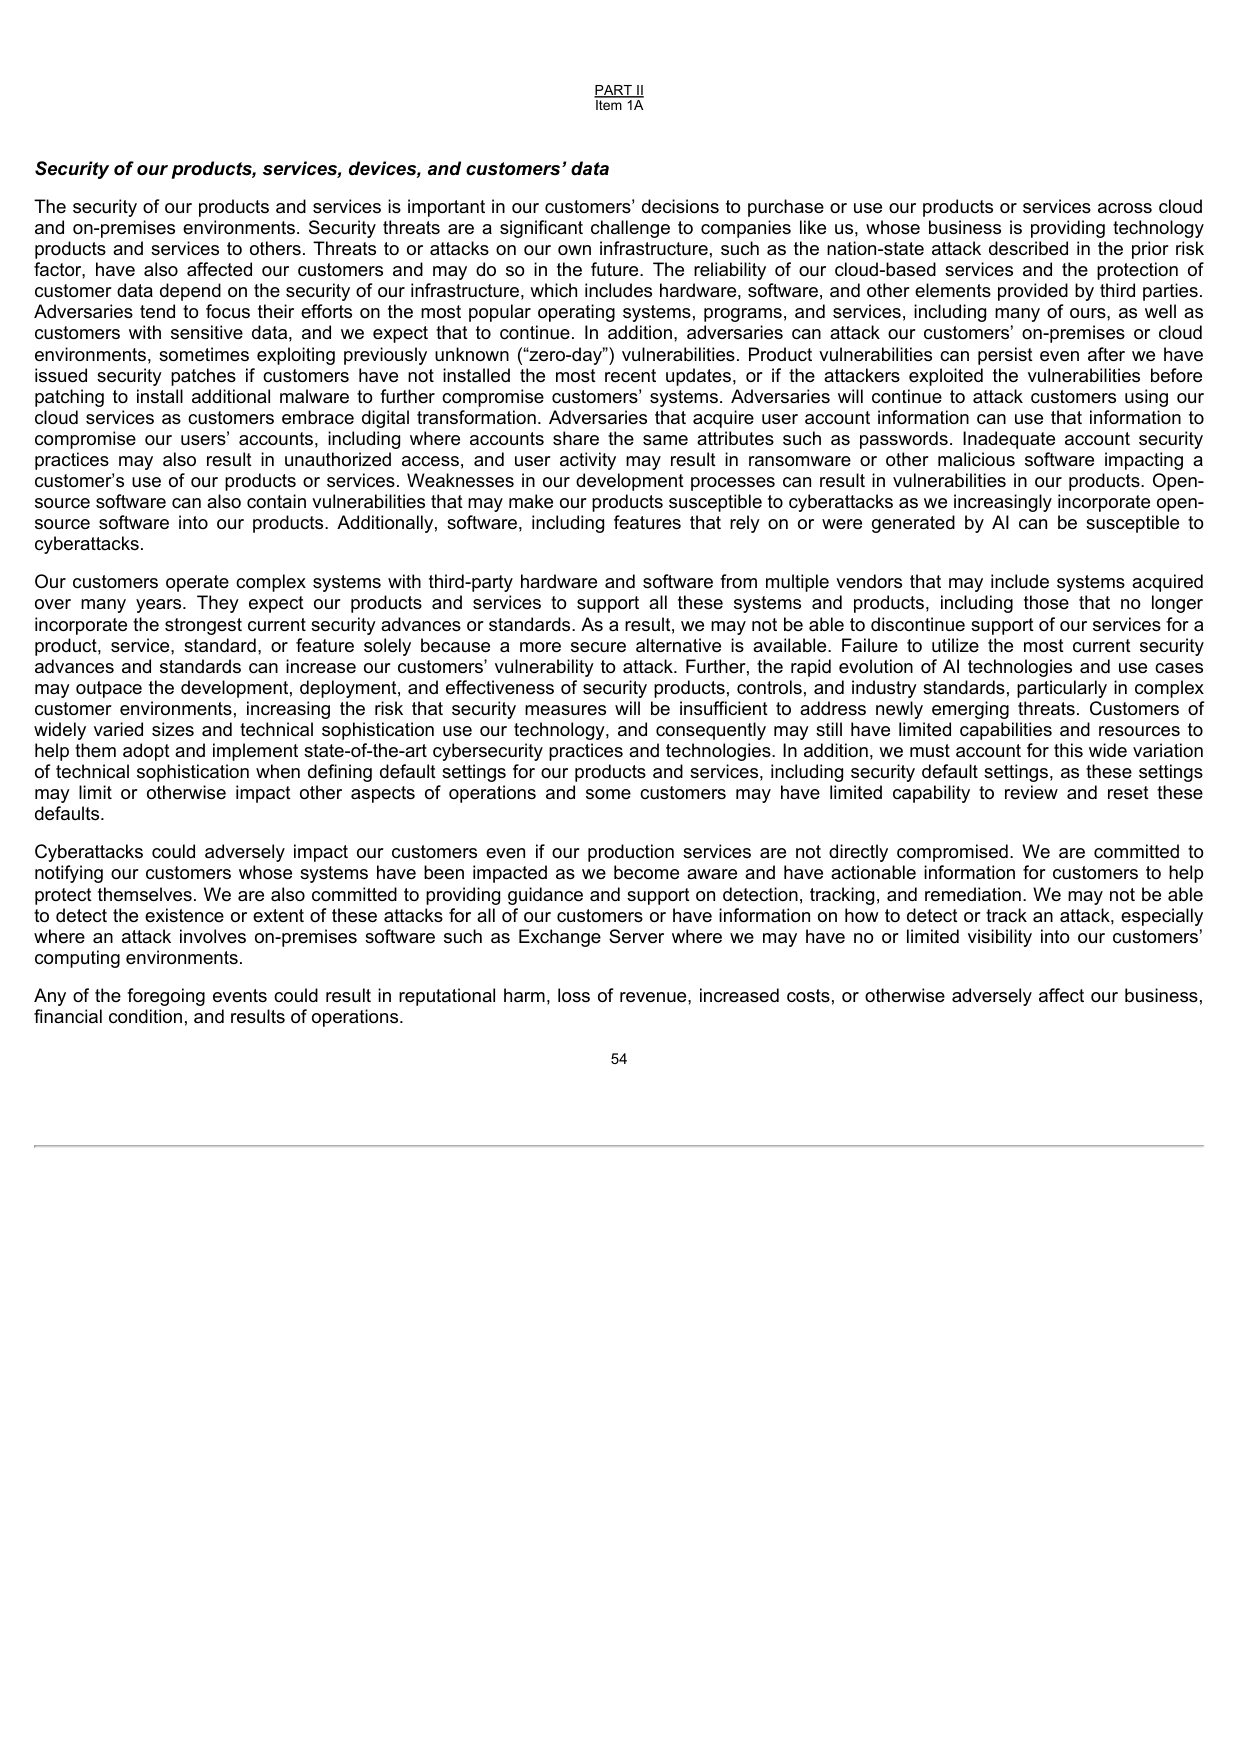 PART II
Item 1A
Security of our products, services, devices, and customers’ data
The security of our products and services is important in our customers’ decisions to purchase or use our products or services across cloud
and on-premises environments. Security threats are a significant challenge to companies like us, whose business is providing technology
products and services to others. Threats to or attacks on our own infrastructure, such as the nation-state attack described in the prior risk
factor, have also affected our customers and may do so in the future. The reliability of our cloud-based services and the protection of
customer data depend on the security of our infrastructure, which includes hardware, software, and other elements provided by third parties.
Adversaries tend to focus their efforts on the most popular operating systems, programs, and services, including many of ours, as well as
customers with sensitive data, and we expect that to continue. In addition, adversaries can attack our customers’ on-premises or cloud
environments, sometimes exploiting previously unknown (“zero-day”) vulnerabilities. Product vulnerabilities can persist even after we have
issued security patches if customers have not installed the most recent updates, or if the attackers exploited the vulnerabilities before
patching to install additional malware to further compromise customers’ systems. Adversaries will continue to attack customers using our
cloud services as customers embrace digital transformation. Adversaries that acquire user account information can use that information to
compromise our users’ accounts, including where accounts share the same attributes such as passwords. Inadequate account security
practices may also result in unauthorized access, and user activity may result in ransomware or other malicious software impacting a
customer’s use of our products or services. Weaknesses in our development processes can result in vulnerabilities in our products. Open-
source software can also contain vulnerabilities that may make our products susceptible to cyberattacks as we increasingly incorporate open-
source software into our products. Additionally, software, including features that rely on or were generated by AI can be susceptible to
cyberattacks.
Our customers operate complex systems with third-party hardware and software from multiple vendors that may include systems acquired
over many years. They expect our products and services to support all these systems and products, including those that no longer
incorporate the strongest current security advances or standards. As a result, we may not be able to discontinue support of our services for a
product, service, standard, or feature solely because a more secure alternative is available. Failure to utilize the most current security
advances and standards can increase our customers’ vulnerability to attack. Further, the rapid evolution of AI technologies and use cases
may outpace the development, deployment, and effectiveness of security products, controls, and industry standards, particularly in complex
customer environments, increasing the risk that security measures will be insufficient to address newly emerging threats. Customers of
widely varied sizes and technical sophistication use our technology, and consequently may still have limited capabilities and resources to
help them adopt and implement state-of-the-art cybersecurity practices and technologies. In addition, we must account for this wide variation
of technical sophistication when defining default settings for our products and services, including security default settings, as these settings
may limit or otherwise impact other aspects of operations and some customers may have limited capability to review and reset these
defaults.
Cyberattacks could adversely impact our customers even if our production services are not directly compromised. We are committed to
notifying our customers whose systems have been impacted as we become aware and have actionable information for customers to help
protect themselves. We are also committed to providing guidance and support on detection, tracking, and remediation. We may not be able
to detect the existence or extent of these attacks for all of our customers or have information on how to detect or track an attack, especially
where an attack involves on-premises software such as Exchange Server where we may have no or limited visibility into our customers’
computing environments.
Any of the foregoing events could result in reputational harm, loss of revenue, increased costs, or otherwise adversely affect our business,
financial condition, and results of operations.
54